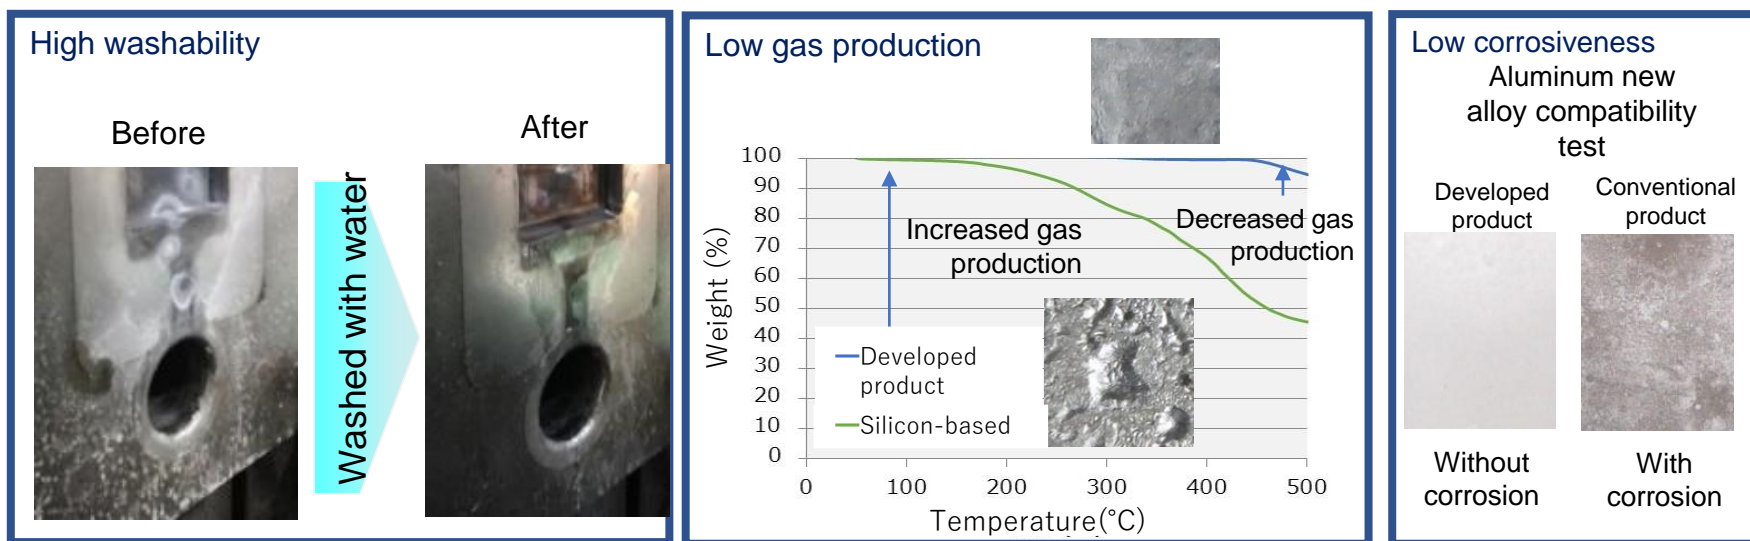 High washability
Before
After
Washed with water
Low gas production
100
90
80
70
60
50
40
30
20
10
0
Weight (%)
Increased gas
production
Decreased gas
production
Developed
product
Silicon-based
0
100
200
300
400
500
Temperature(°C)
Low corrosiveness
Aluminum new
alloy compatibility
test
Developed
product
Conventional
product
Without
corrosion
With
corrosion